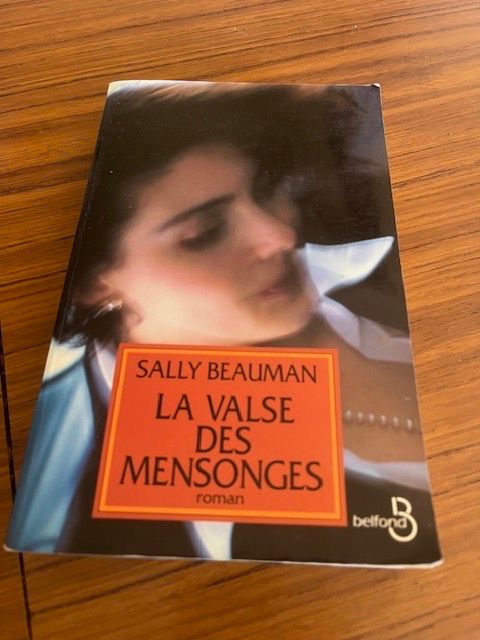 SALLY BEAUMAN
LA VALSE
DES
MENSONGES
roman
belfond
B